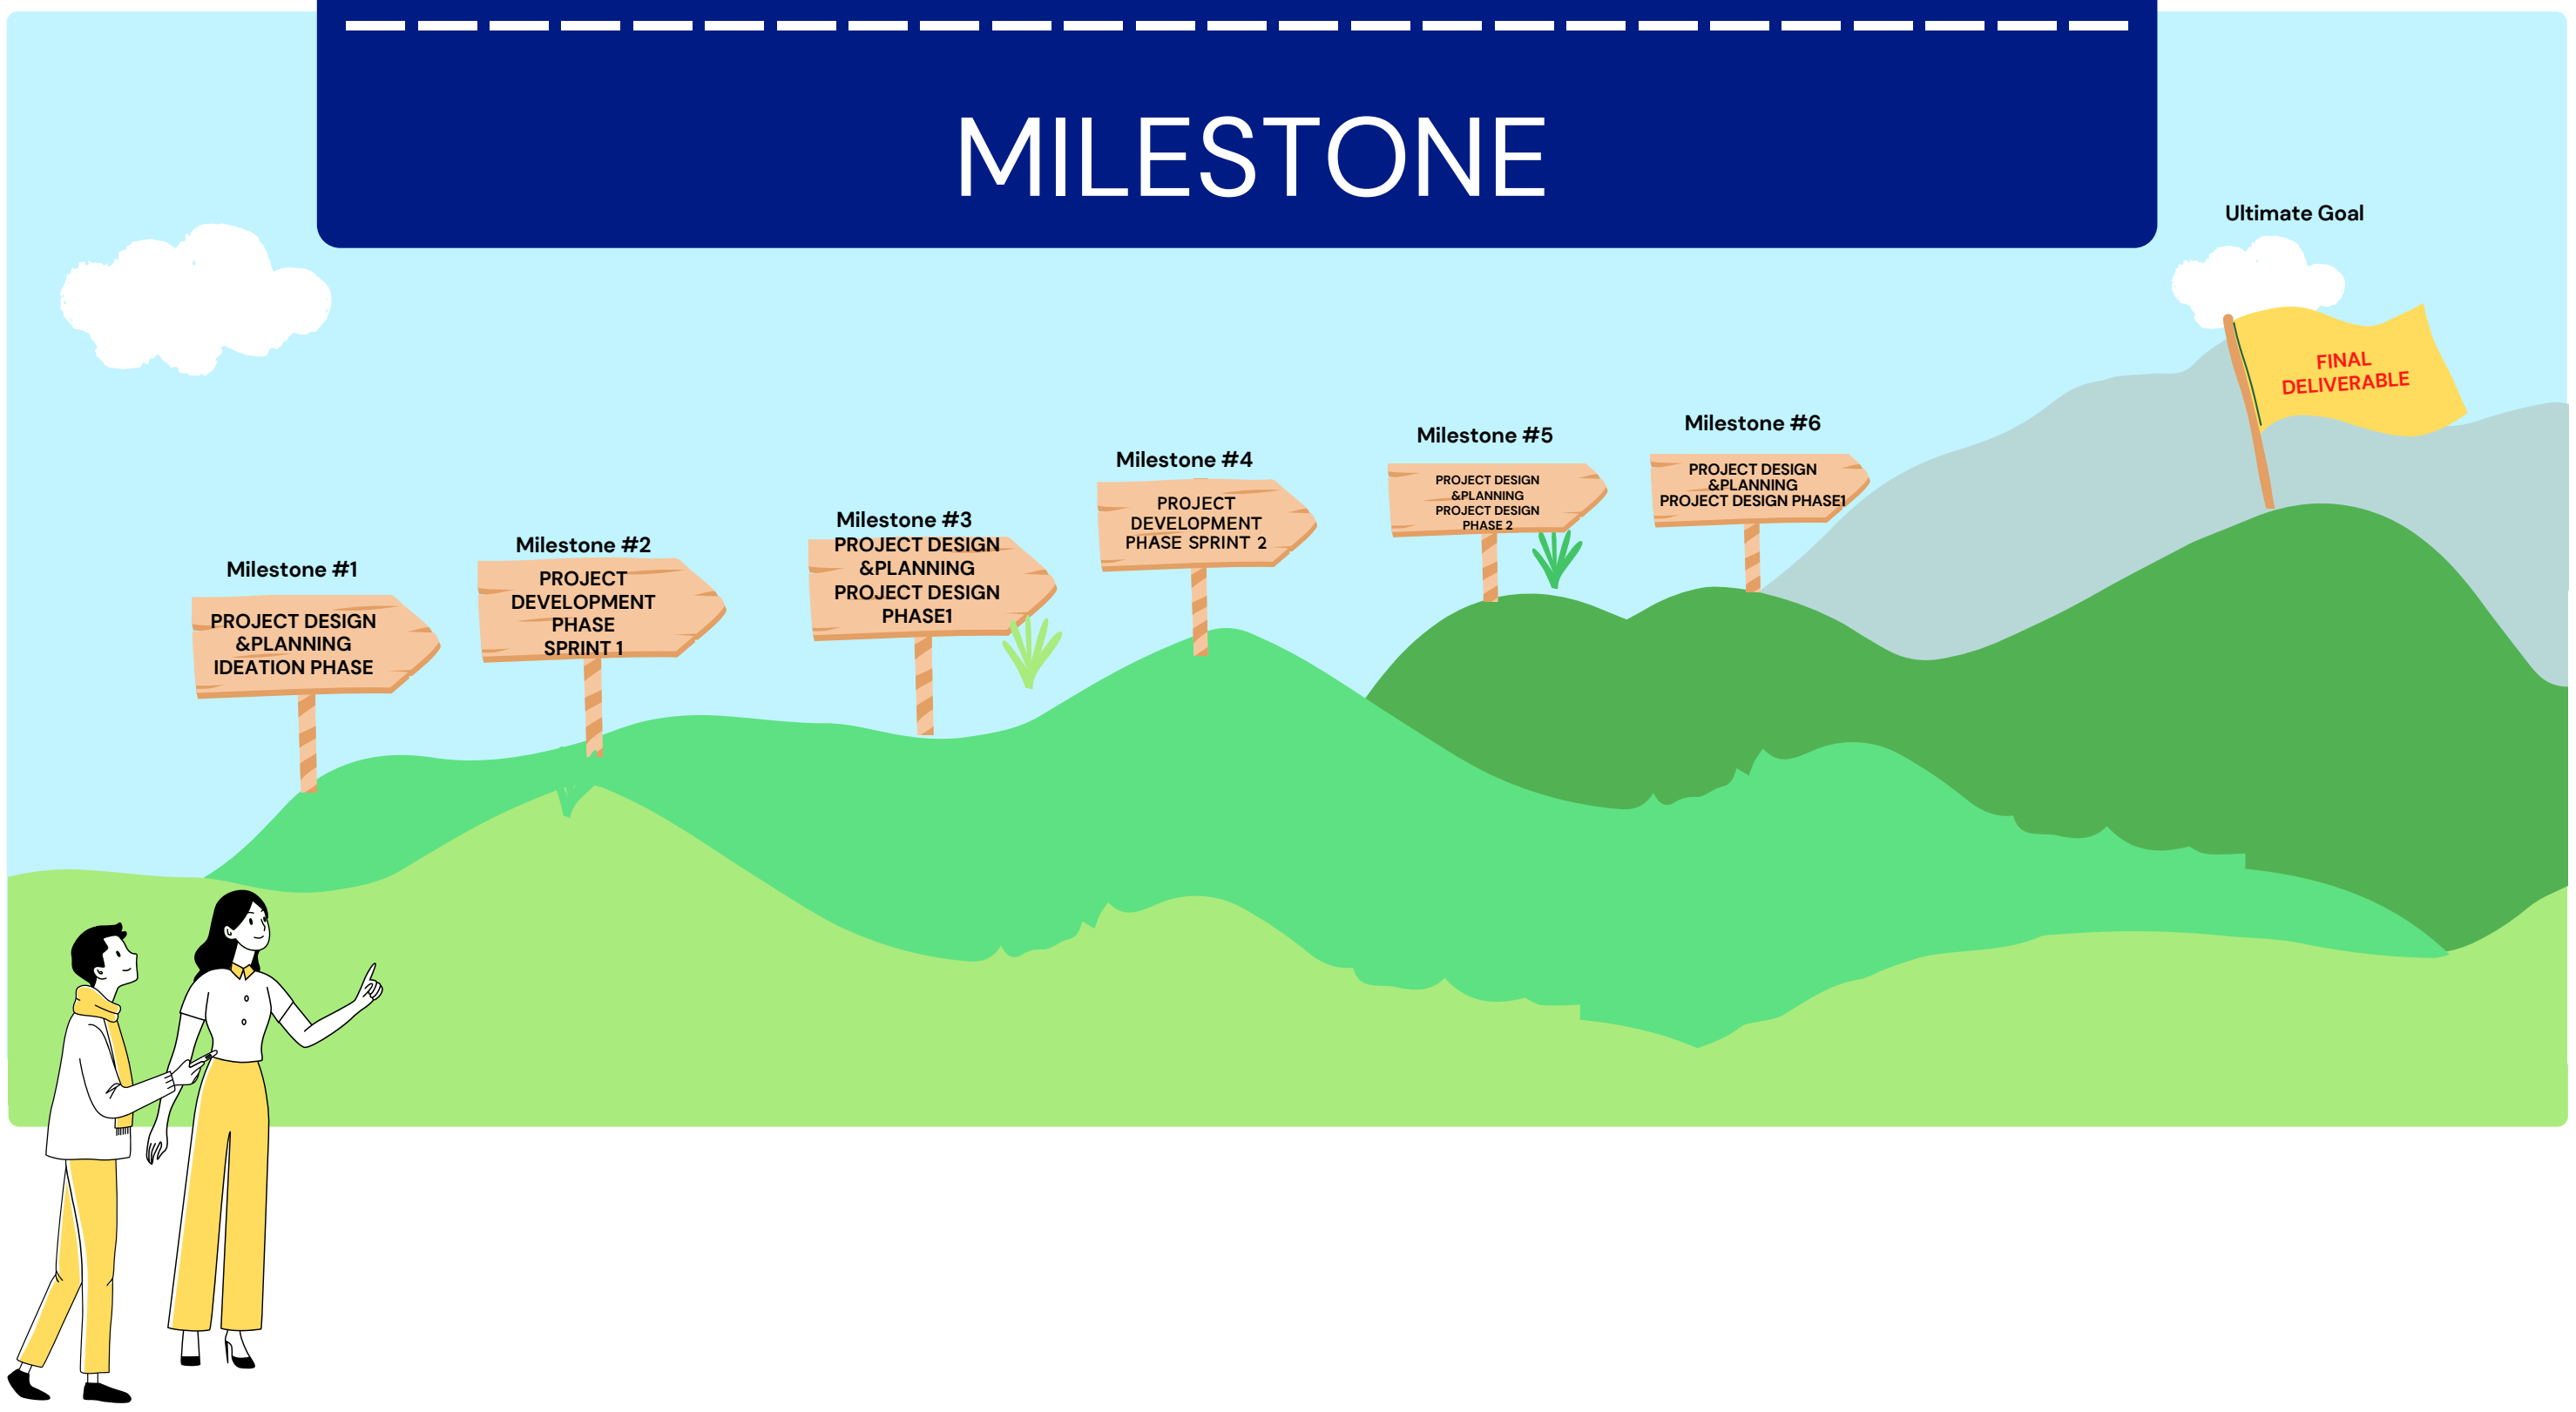 MILESTONE
Ultimate Goal
FINAL
DELIVERABLE
Milestone #1
PROJECT DESIGN
&PLANNING
IDEATION PHASE
Milestone #2
PROJECT
DEVELOPMENT
PHASE
SPRINT 1
Milestone #3
PROJECT DESIGN
&PLANNING
PROJECT DESIGN
PHASE1
Milestone #4
PROJECT
DEVELOPMENT
PHASE SPRINT 2
Milestone #5
PROJECT DESIGN
&PLANNING
PROJECT DESIGN
PHASE 2
Milestone #6
PROJECT DESIGN
&PLANNING
PROJECT DESIGN PHASE1